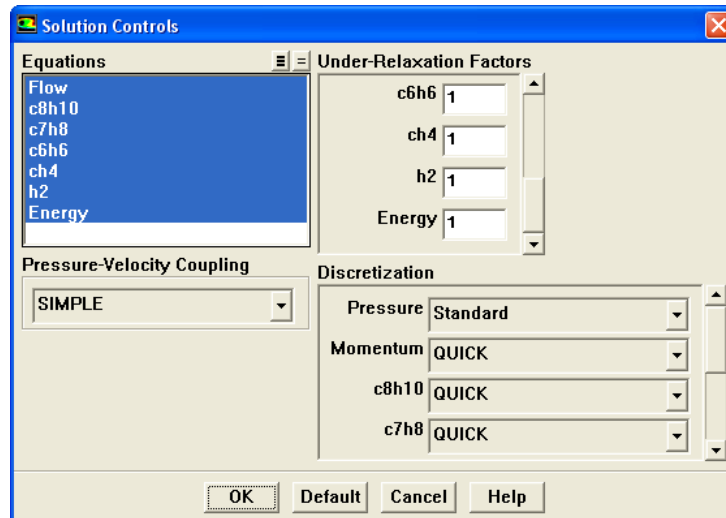 Solution Controls
Equations
Under-Relaxation Factors
Flow
c8h10
c7h8
c6h6
ch4
h2
Energy
c6h6 1
ch4 1
h2 1
Energy 1
Pressure-Velocity Coupling
SIMPLE
Discretization
Pressure Standard
Momentum QUICK
c8h10 QUICK
c7h8 QUICK
OK Default Cancel Help